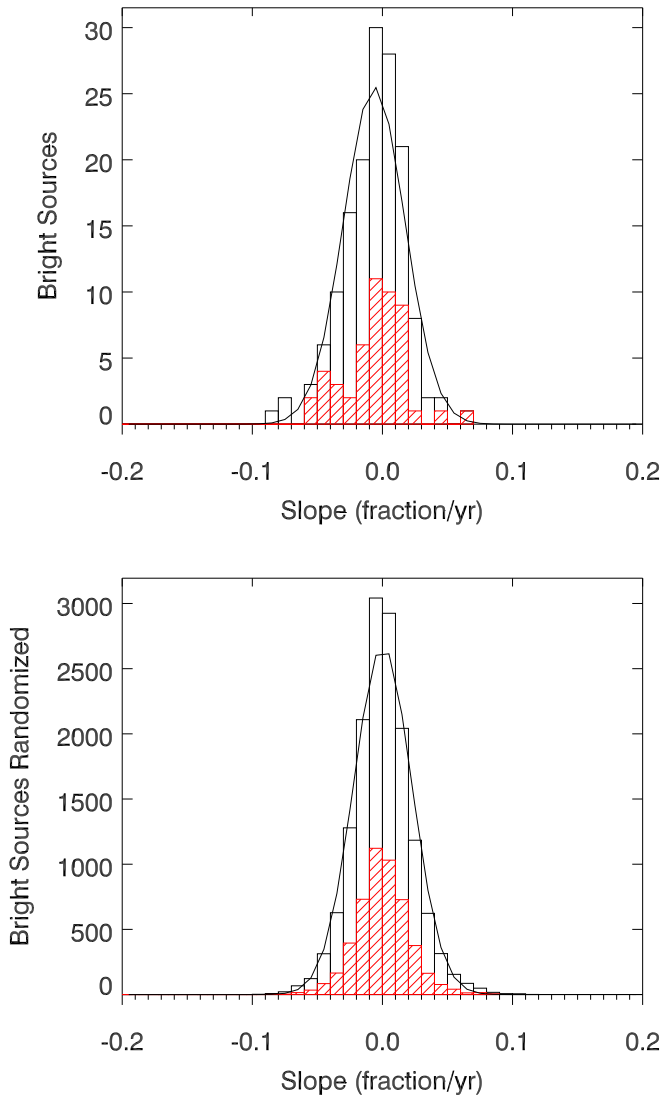 30
25
20
15
10
5
0
Bright Sources
-0.2 -0.1 0.0 0.1 0.2
Slope (fraction/yr)
3000
2500
2000
1500
1000
500
0
Bright Sources Randomized
-0.2 -0.1 0.0 0.1 0.2
Slope (fraction/yr)